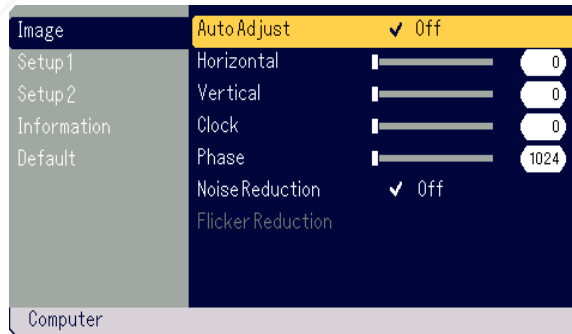 Image
Setup1
Setup2
Information
Default
Auto Adjust ✔ Off
Horizontal 0
Vertical 0
Clock 0
Phase 1024
Noise Reduction ✔ Off
Flicker Reduction
Computer